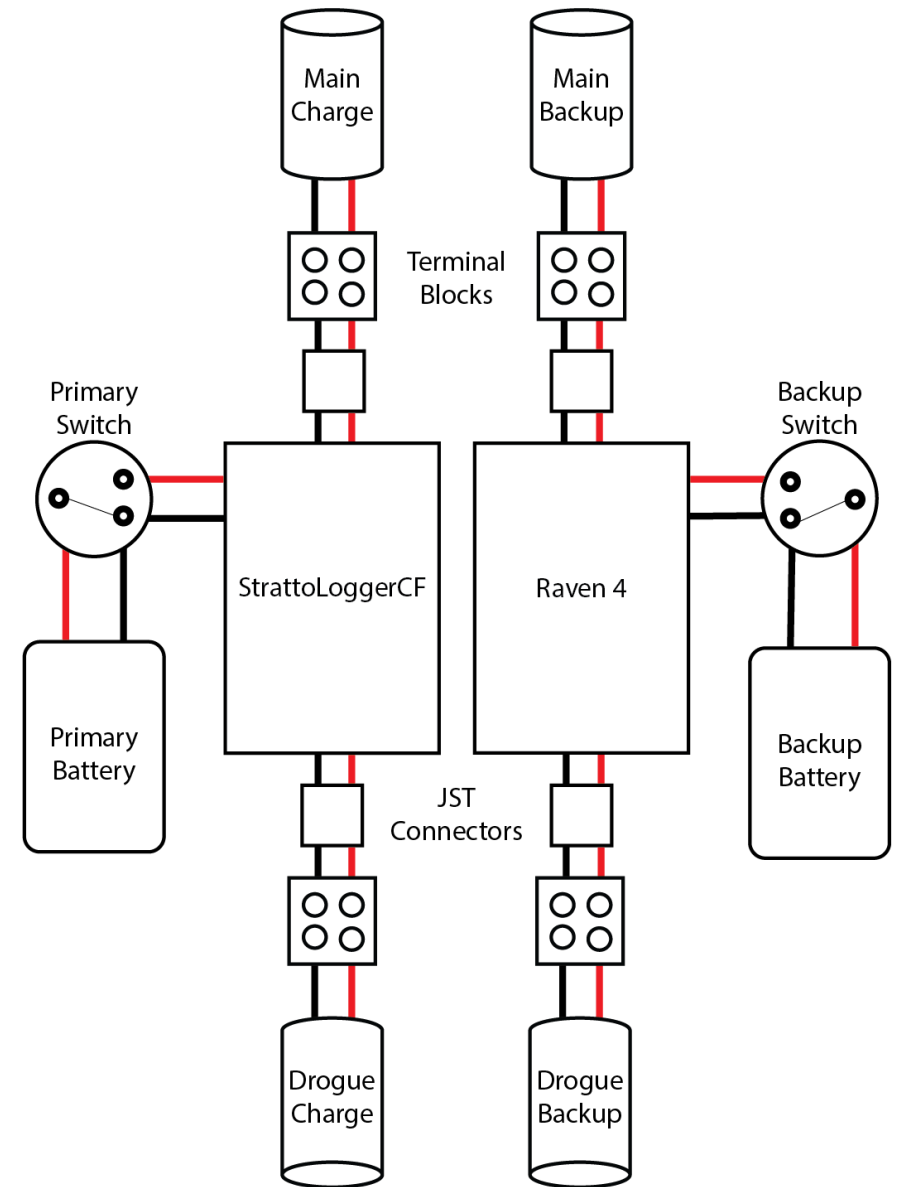 Main
Charge
Main
Backup
Terminal
Blocks
Primary
Switch
Backup
Switch
StrattoLoggerCF
Raven 4
Primary
Battery
Backup
Battery
JST
Connectors
Drogue
Charge
Drogue
Backup